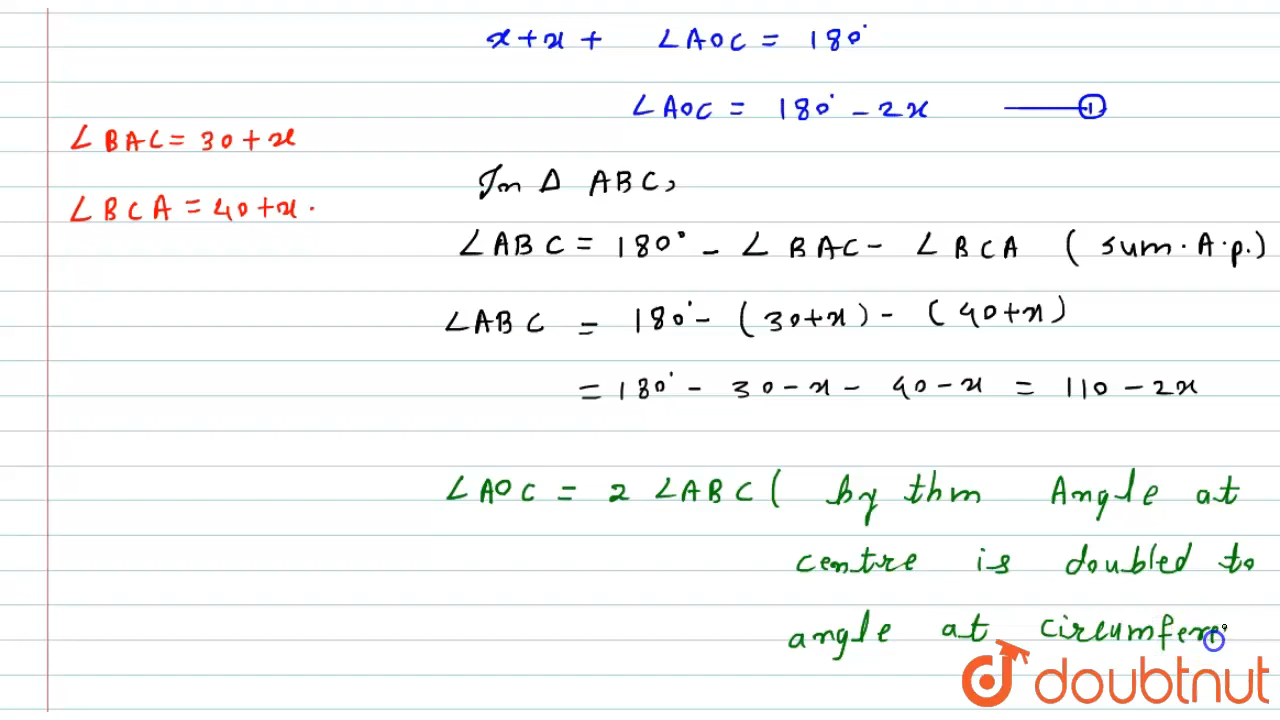 x + x + ∠AOC = 180°
∠AOC = 180° - 2x ——— ①
∠BAC = 30 + x
∠BCA = 40 + x.
In Δ ABC,
∠ABC = 180° - ∠BAC - ∠BCA (sum. A.p.)
∠ABC = 180° - (30+x) - (40+x)
= 180° - 30 - x - 40 - x = 110 - 2x
∠AOC = 2 ∠ABC ( by thm Angle at
centre is doubled to
angle at circumfere
doubtnut